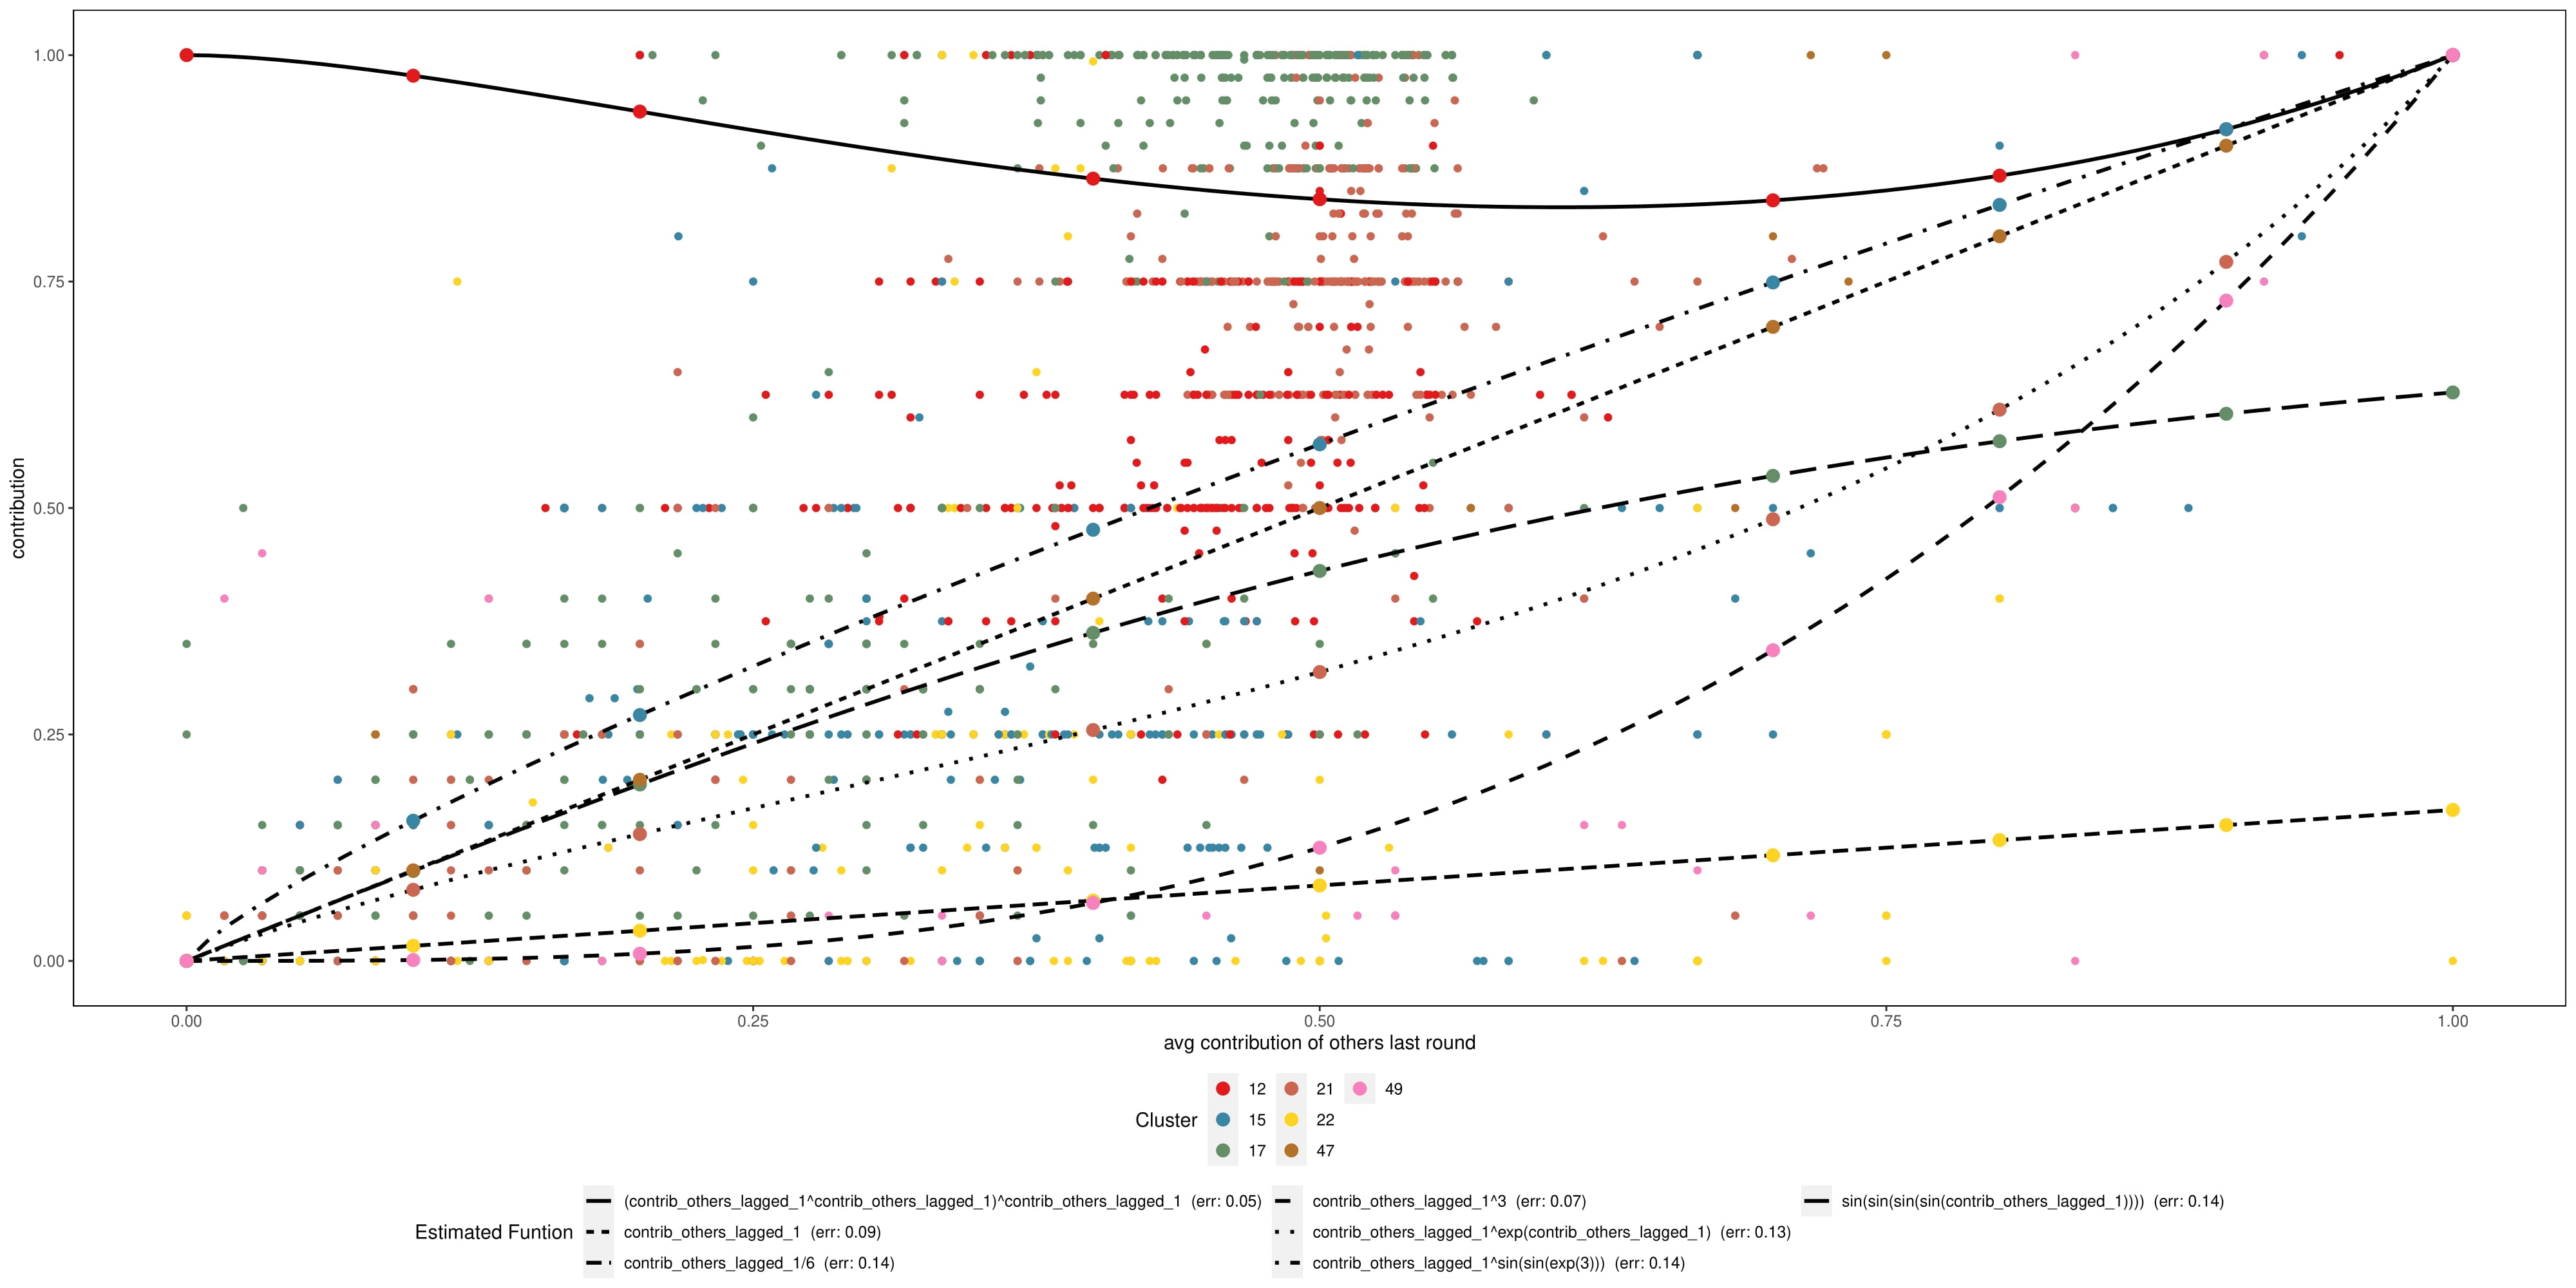 1.00
0.75
0.50
0.25
0.00
contribution
0.00 0.25 0.50 0.75 1.00
avg contribution of others last round
Cluster
12 21 49
15 22
17 47
Estimated Funtion
(contrib_others_lagged_1^contrib_others_lagged_1)^contrib_others_lagged_1 (err: 0.05) contrib_others_lagged_1^3 (err: 0.07) sin(sin(sin(sin(contrib_others_lagged_1)))) (err: 0.14)
contrib_others_lagged_1 (err: 0.09) contrib_others_lagged_1^exp(contrib_others_lagged_1) (err: 0.13)
contrib_others_lagged_1/6 (err: 0.14) contrib_others_lagged_1^sin(sin(exp(3))) (err: 0.14)